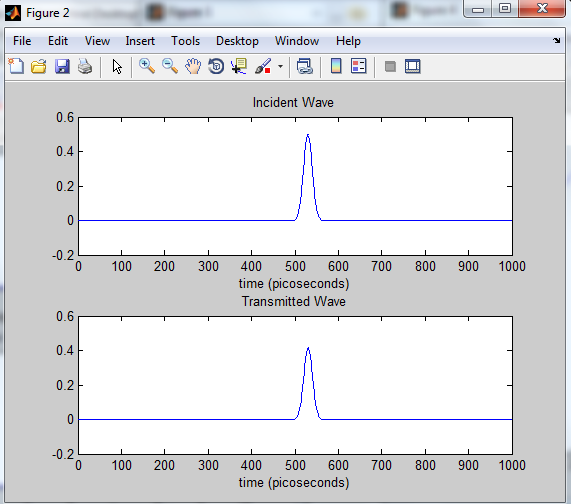 Figure 2
File Edit View Insert Tools Desktop Window Help
Incident Wave
0.6
0.4
0.2
0
-0.2
0 100 200 300 400 500 600 700 800 900 1000
time (picoseconds)
Transmitted Wave
0.6
0.4
0.2
0
-0.2
0 100 200 300 400 500 600 700 800 900 1000
time (picoseconds)